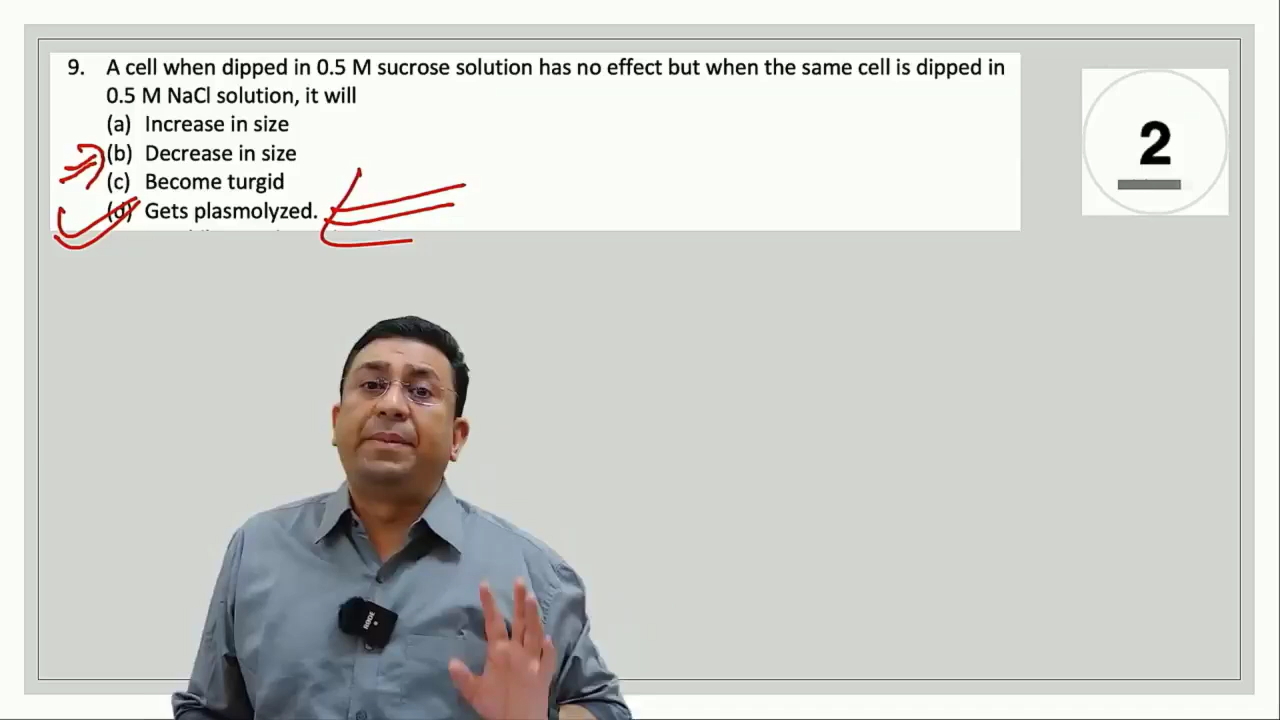 9. A cell when dipped in 0.5 M sucrose solution has no effect but when the same cell is dipped in
0.5 M NaCl solution, it will
(a) Increase in size
(b) Decrease in size
(c) Become turgid
(d) Gets plasmolyzed.
2
RODE